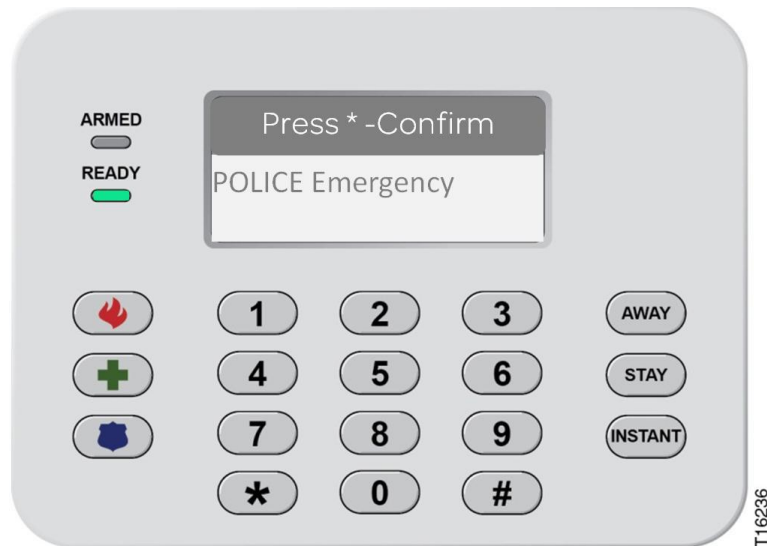 ARMED
READY
Press * -Confirm
POLICE Emergency
1 2 3 AWAY
4 5 6 STAY
7 8 9 INSTANT
* 0 #
T16236